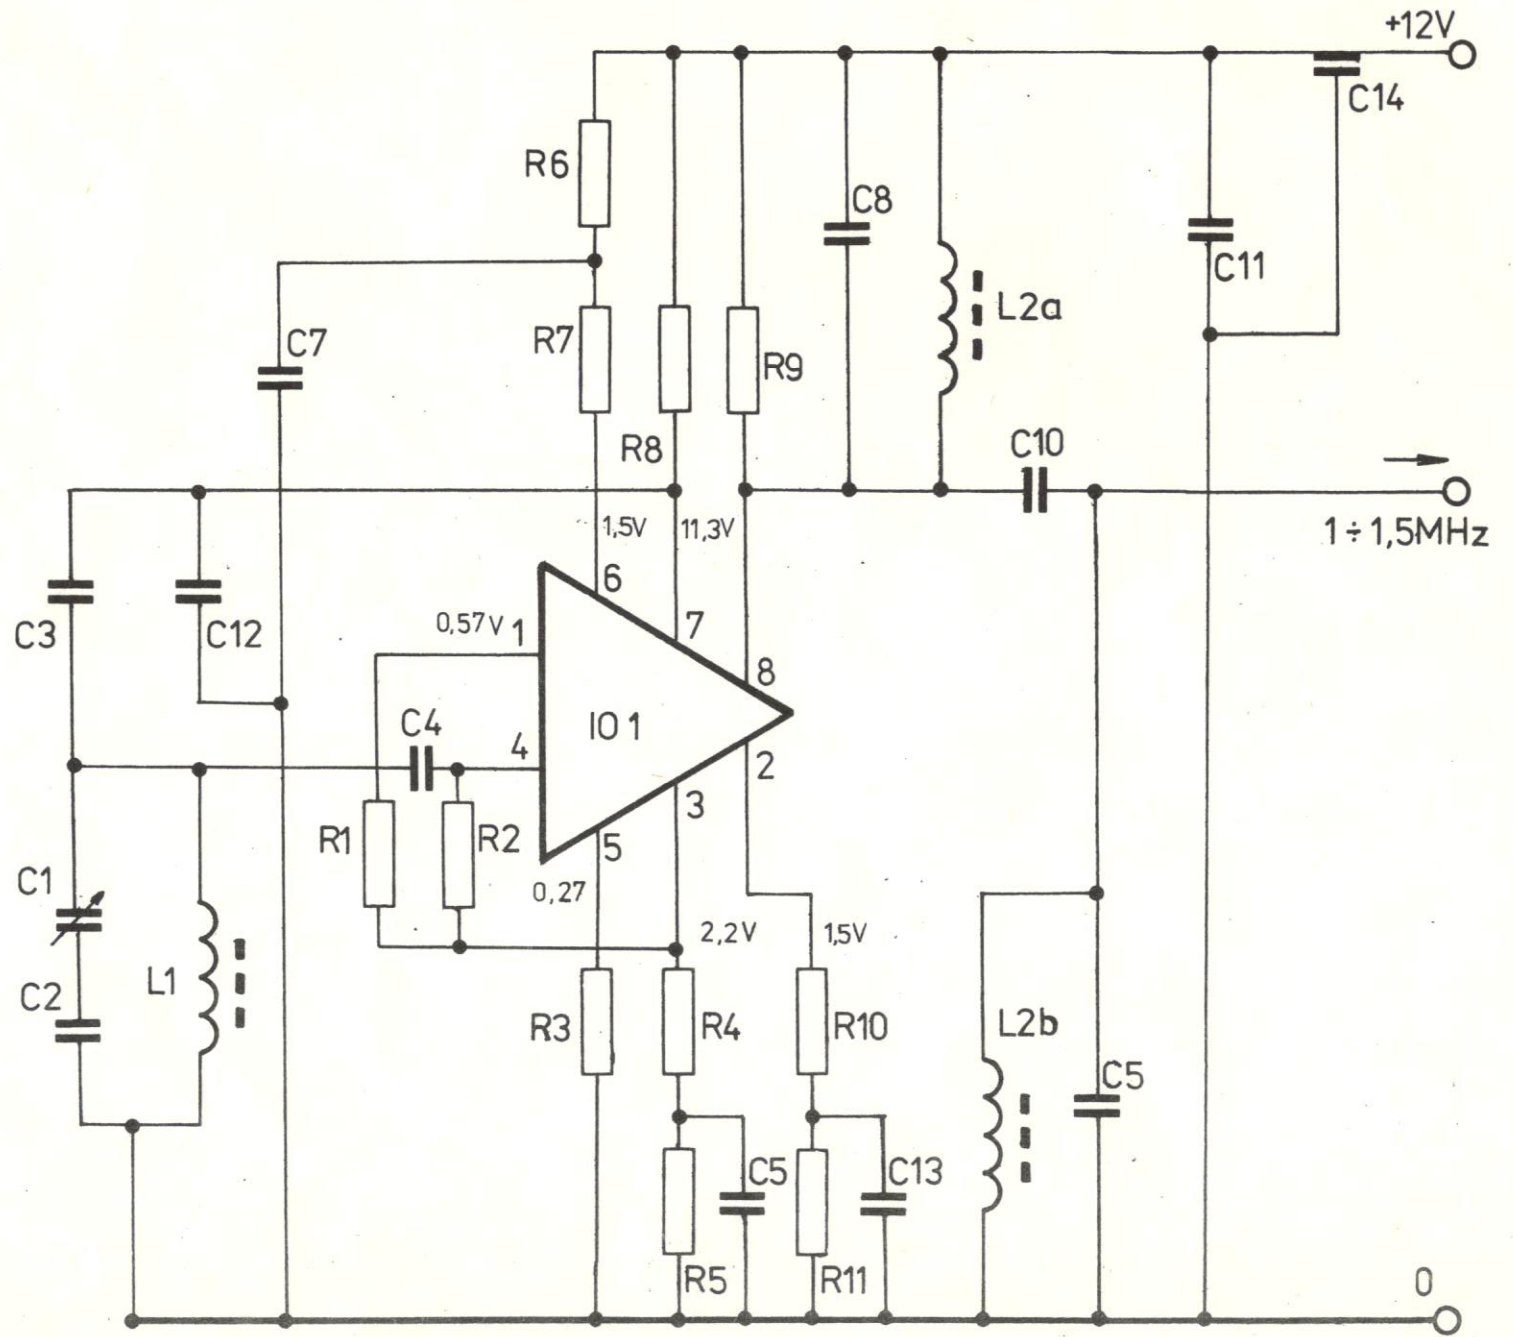 +12V
C14
R6
C8
C11
L2a
C7
R7
R9
R8
C10
1,5V
11,3V
1÷1,5MHz
6
C3
C12
0,57V
1
7
8
IO1
C4
4
2
3
R1
R2
5
C1
0,27
2,2V
1,5V
L1
C2
R3
R4
R10
L2b
C5
C5
C13
R5
R11
0